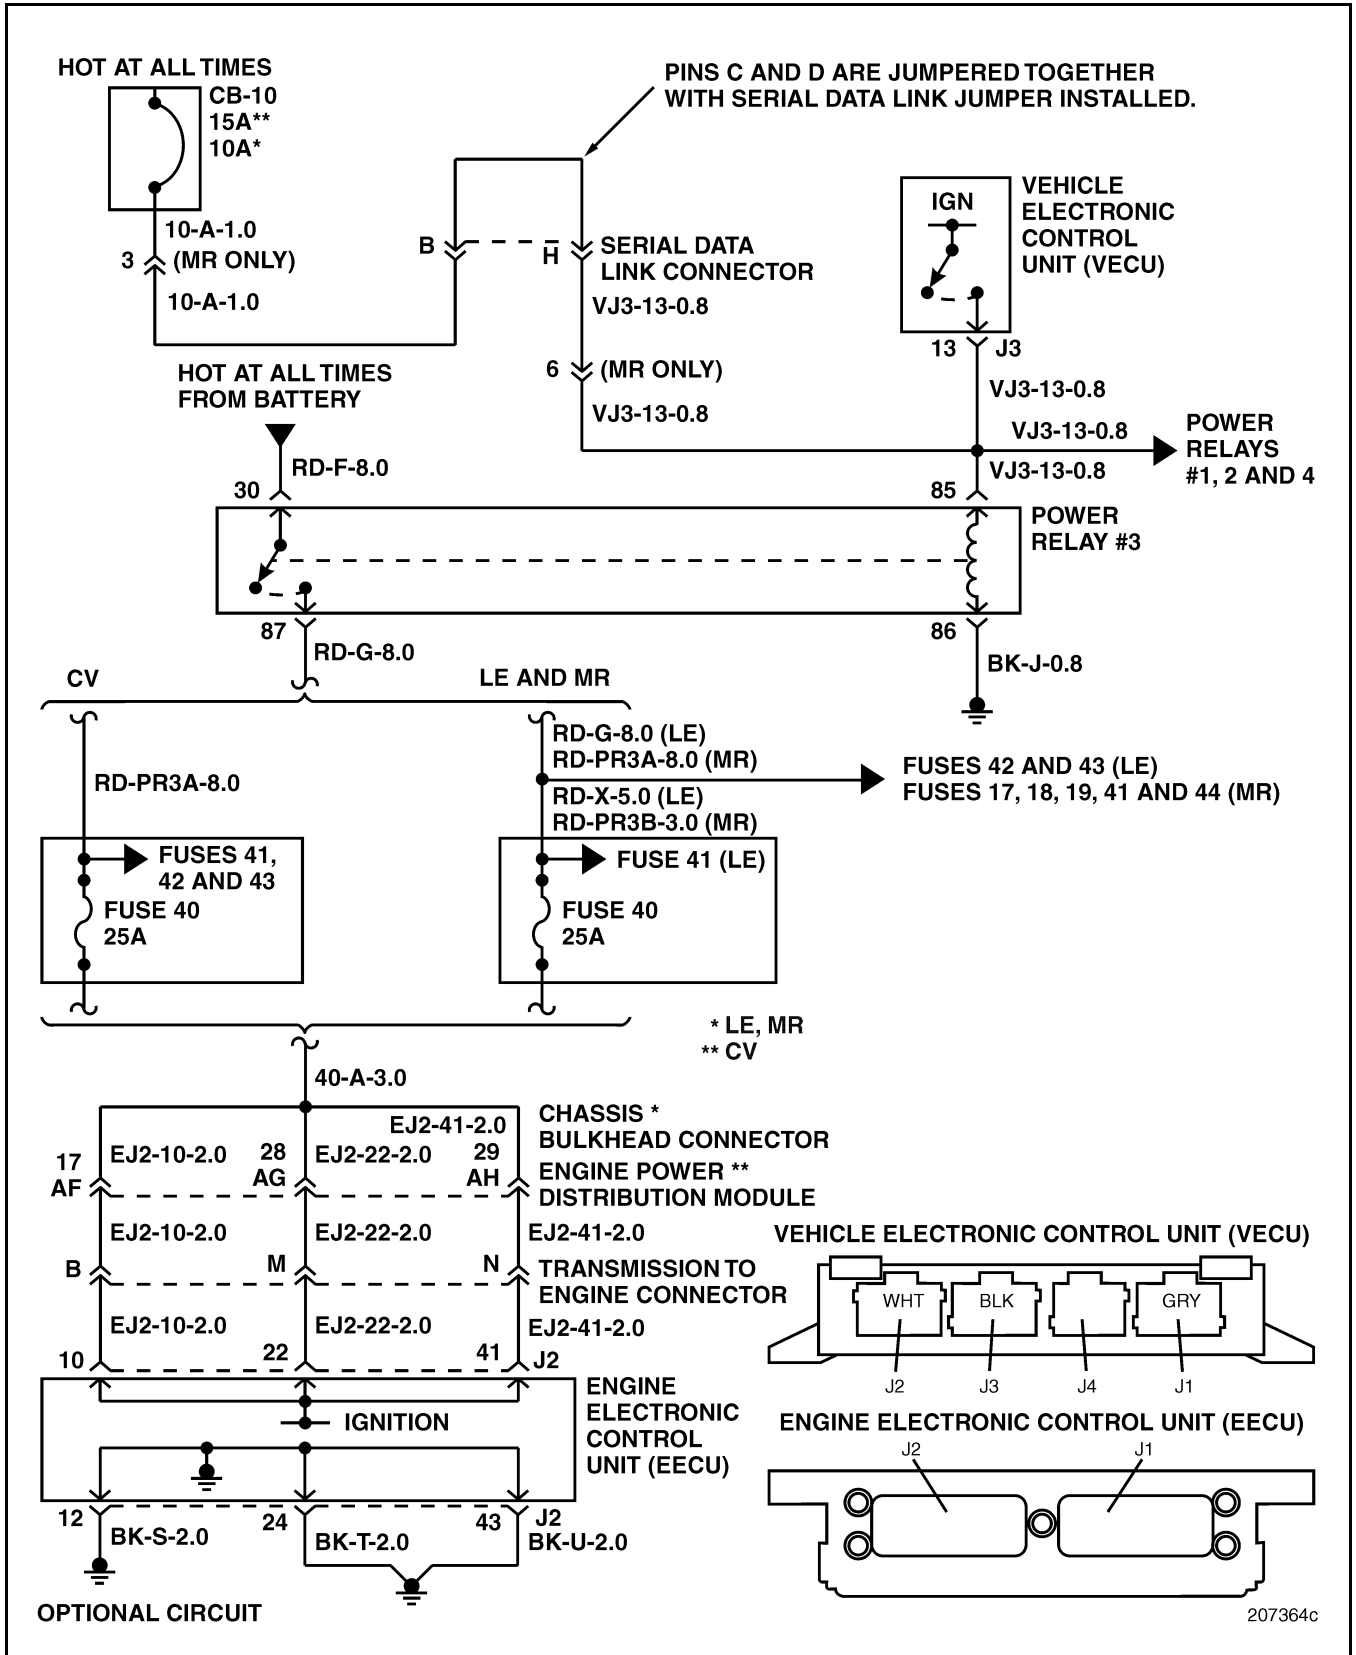 HOT AT ALL TIMES
CB-10
15A**
10A*
10-A-1.0
3 (MR ONLY)
10-A-1.0
PINS C AND D ARE JUMPERED TOGETHER
WITH SERIAL DATA LINK JUMPER INSTALLED.
B
H
SERIAL DATA
LINK CONNECTOR
VJ3-13-0.8
6 (MR ONLY)
VJ3-13-0.8
IGN
VEHICLE
ELECTRONIC
CONTROL
UNIT (VECU)
13 J3
VJ3-13-0.8
VJ3-13-0.8
VJ3-13-0.8
POWER
RELAYS
#1, 2 AND 4
HOT AT ALL TIMES
FROM BATTERY
RD-F-8.0
30
85
POWER
RELAY #3
87
RD-G-8.0
86
BK-J-0.8
CV
LE AND MR
RD-PR3A-8.0
RD-G-8.0 (LE)
RD-PR3A-8.0 (MR)
RD-X-5.0 (LE)
RD-PR3B-3.0 (MR)
FUSES 42 AND 43 (LE)
FUSES 17, 18, 19, 41 AND 44 (MR)
FUSES 41,
42 AND 43
FUSE 40
25A
FUSE 41 (LE)
FUSE 40
25A
* LE, MR
** CV
40-A-3.0
EJ2-41-2.0
17
AF
EJ2-10-2.0
28
AG
EJ2-22-2.0
29
AH
CHASSIS *
BULKHEAD CONNECTOR
ENGINE POWER **
DISTRIBUTION MODULE
EJ2-10-2.0
EJ2-22-2.0
EJ2-41-2.0
B
M
N
TRANSMISSION TO
ENGINE CONNECTOR
EJ2-10-2.0
EJ2-22-2.0
EJ2-41-2.0
10
22
41
J2
IGNITION
ENGINE
ELECTRONIC
CONTROL
UNIT (EECU)
12
BK-S-2.0
24
BK-T-2.0
43
J2
BK-U-2.0
OPTIONAL CIRCUIT
VEHICLE ELECTRONIC CONTROL UNIT (VECU)
WHT
BLK
GRY
J2
J3
J4
J1
ENGINE ELECTRONIC CONTROL UNIT (EECU)
J2
J1
207364c